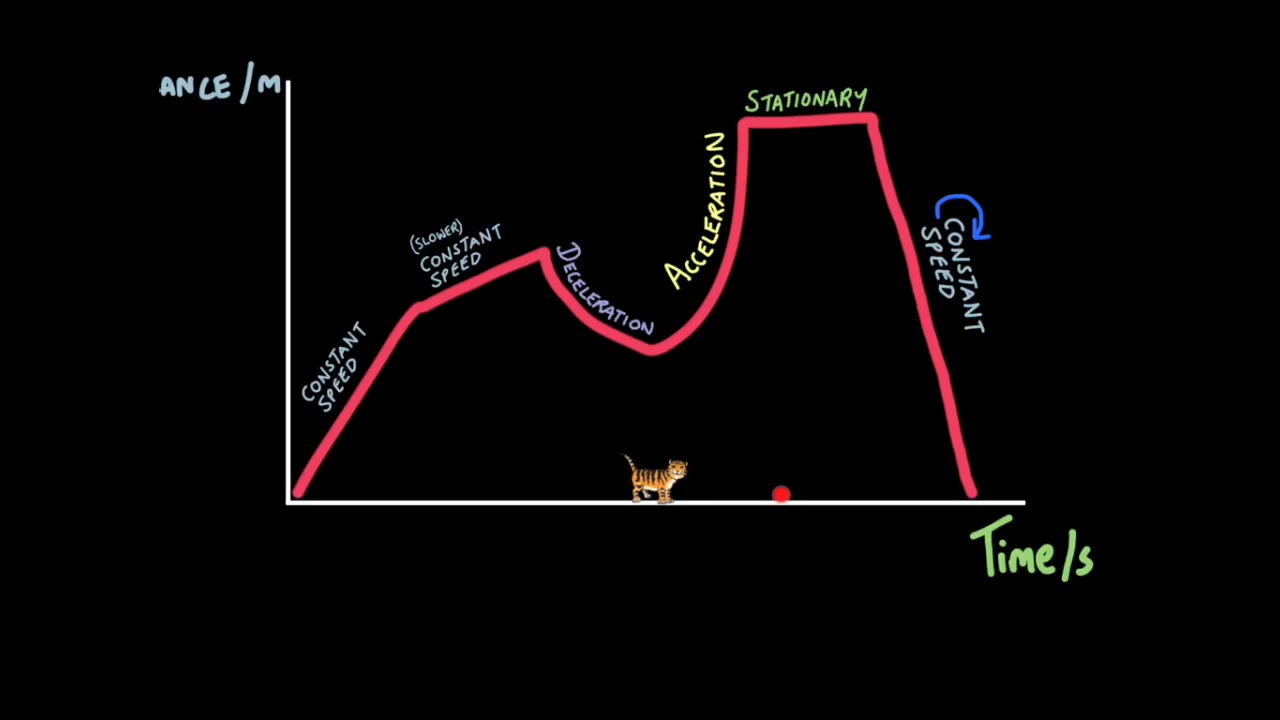 ANCE/M
STATIONARY
ACCELERATION
(SLOWER)
CONSTANT
SPEED
DECELERATION
CONSTANT
SPEED
CONSTANT
SPEED
Time/s